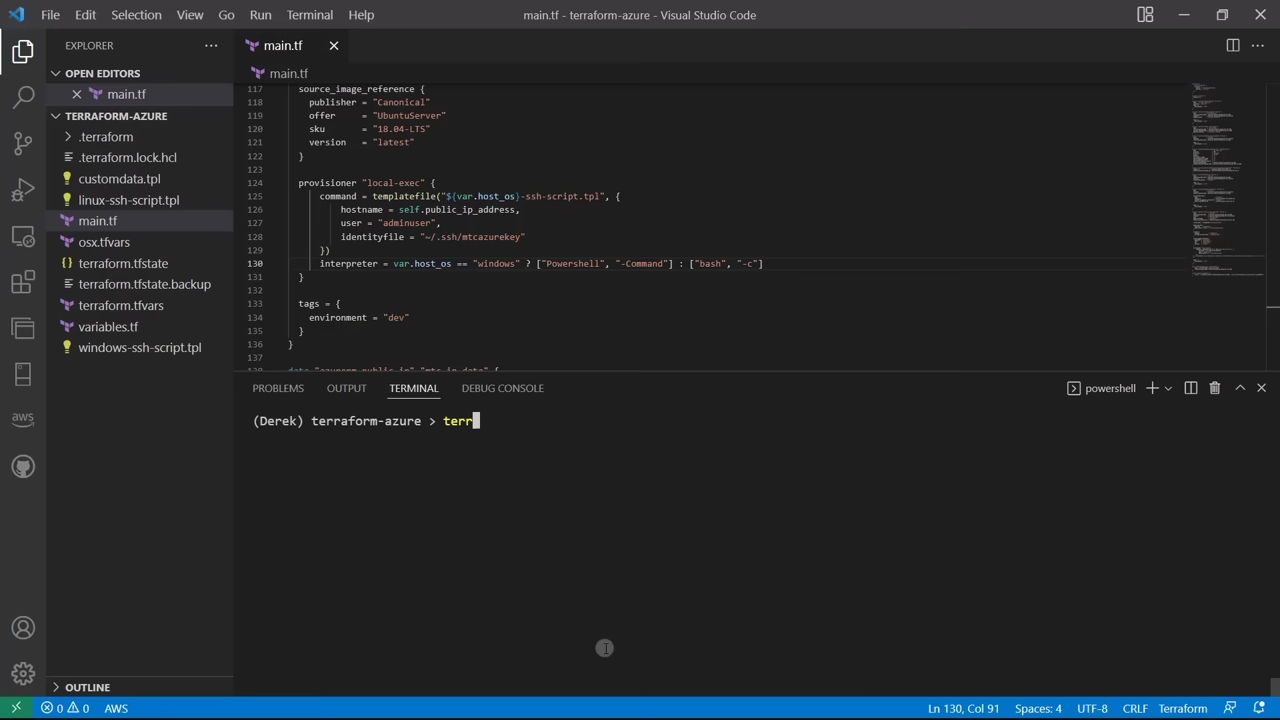 File Edit Selection View Go Run Terminal Help
main.tf - terraform-azure - Visual Studio Code
EXPLORER
OPEN EDITORS
main.tf
TERRAFORM-AZURE
.terraform
.terraform.lock.hcl
customdata.tpl
linux-ssh-script.tpl
main.tf
osx.tfvars
terraform.tfstate
terraform.tfstate.backup
terraform.tfvars
variables.tf
windows-ssh-script.tpl
OUTLINE
aws
main.tf
main.tf
117 source_image_reference {
118 publisher = "Canonical"
119 offer = "UbuntuServer"
120 sku = "18.04-LTS"
121 version = "latest"
122 }
123
124 provisioner "local-exec" {
125 command = templatefile("${var.host_os}-ssh-script.tpl", {
126 hostname = self.public_ip_address,
127 user = "adminuser",
128 identityfile = "~/.ssh/mtcazurekey"
129 })
130 interpreter = var.host_os == "windows" ? ["Powershell", "-Command"] : ["bash", "-c"]
131 }
132
133 tags = {
134 environment = "dev"
135 }
136 }
137
data "azurerm_public_ip" "mtc-ip-data" {
PROBLEMS OUTPUT TERMINAL DEBUG CONSOLE
powershell
(Derek) terraform-azure > terr
0 0 AWS
Ln 130, Col 91 Spaces: 4 UTF-8 CRLF Terraform